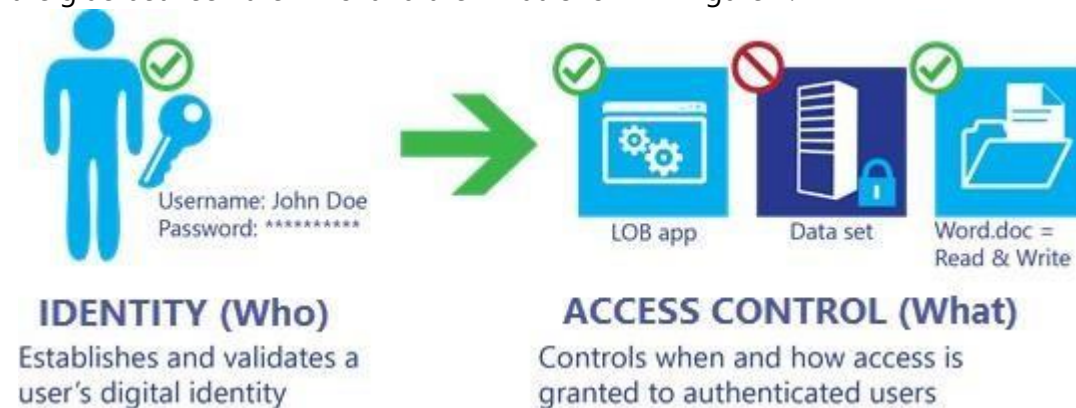 Username: John Doe
Password: **********
LOB app
Data set
Word.doc =
Read & Write
IDENTITY (Who)
Establishes and validates a
user's digital identity
ACCESS CONTROL (What)
Controls when and how access is
granted to authenticated users